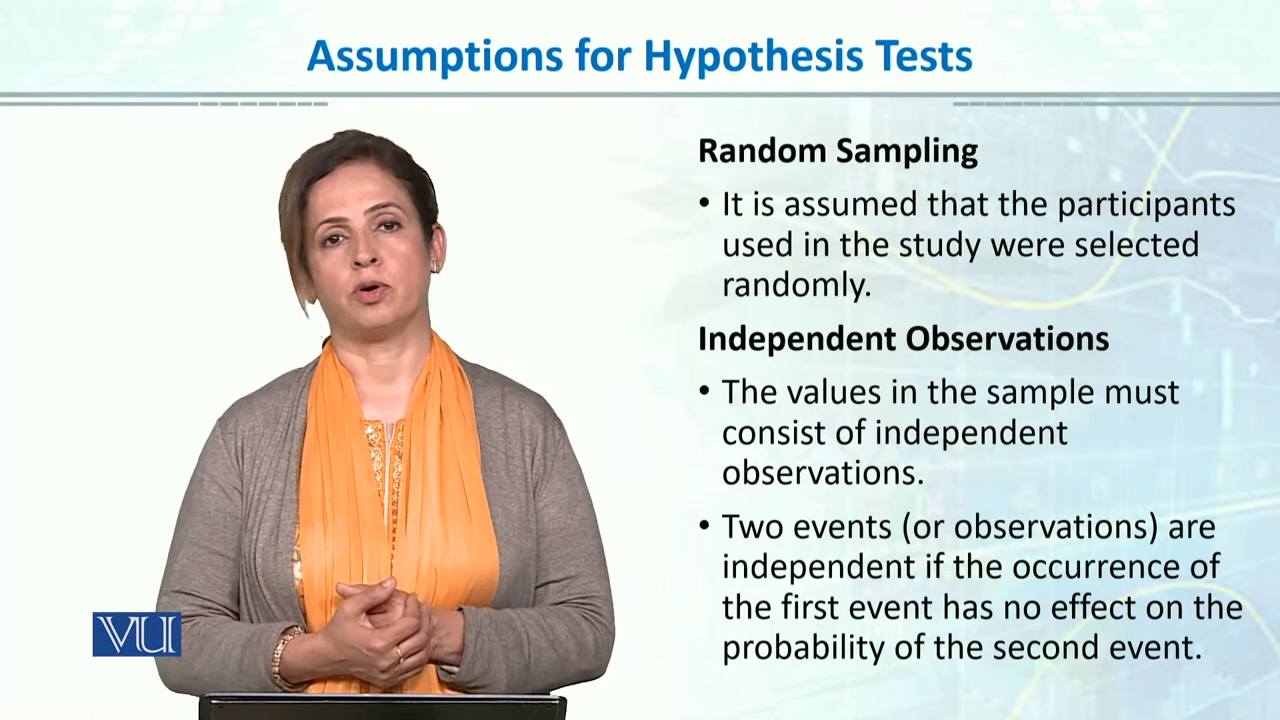 Assumptions for Hypothesis Tests
Random Sampling
• It is assumed that the participants
used in the study were selected
randomly.
Independent Observations
• The values in the sample must
consist of independent
observations.
• Two events (or observations) are
independent if the occurrence of
the first event has no effect on the
probability of the second event.
VU